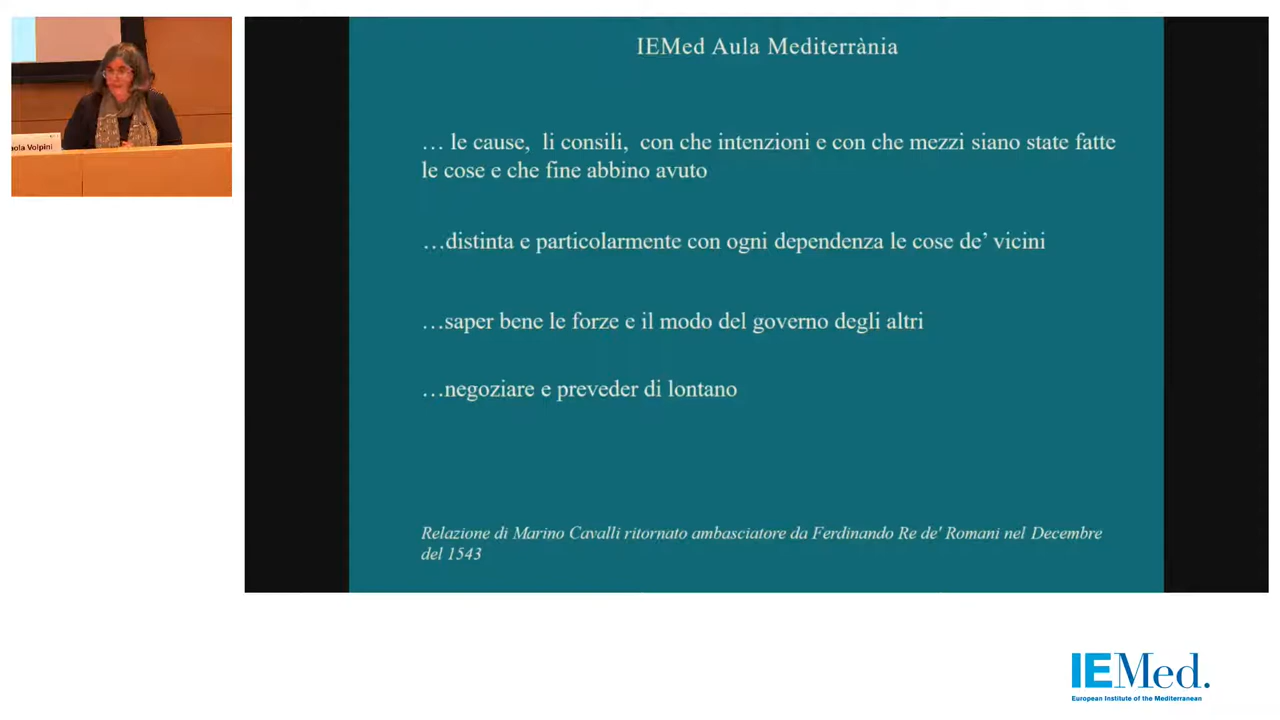 IEMed Aula Mediterrània
… le cause, li consili, con che intenzioni e con che mezzi siano state fatte
le cose e che fine abbino avuto
…distinta e particolarmente con ogni dependenza le cose de’ vicini
…saper bene le forze e il modo del governo degli altri
…negoziare e preveder di lontano
Relazione di Marino Cavalli ritornato ambasciatore da Ferdinando Re de' Romani nel Decembre
del 1543
ola Volpini
IEMed.
European Institute of the Mediterranean